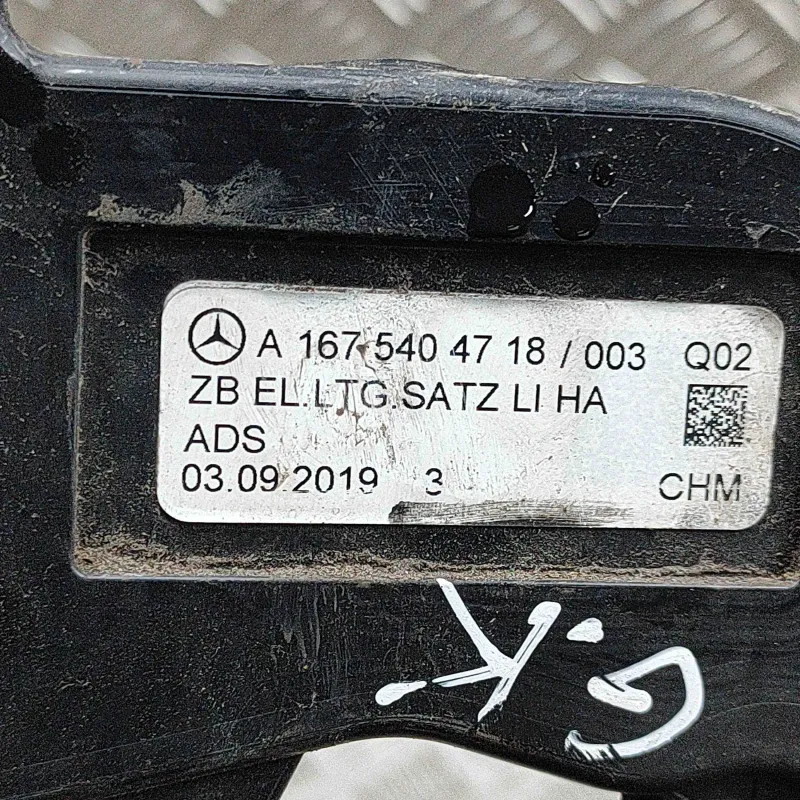 A 167 540 47 18 / 003 Q02
ZB EL.LTG.SATZ LI HA
ADS
03.09.2019 3 CHM